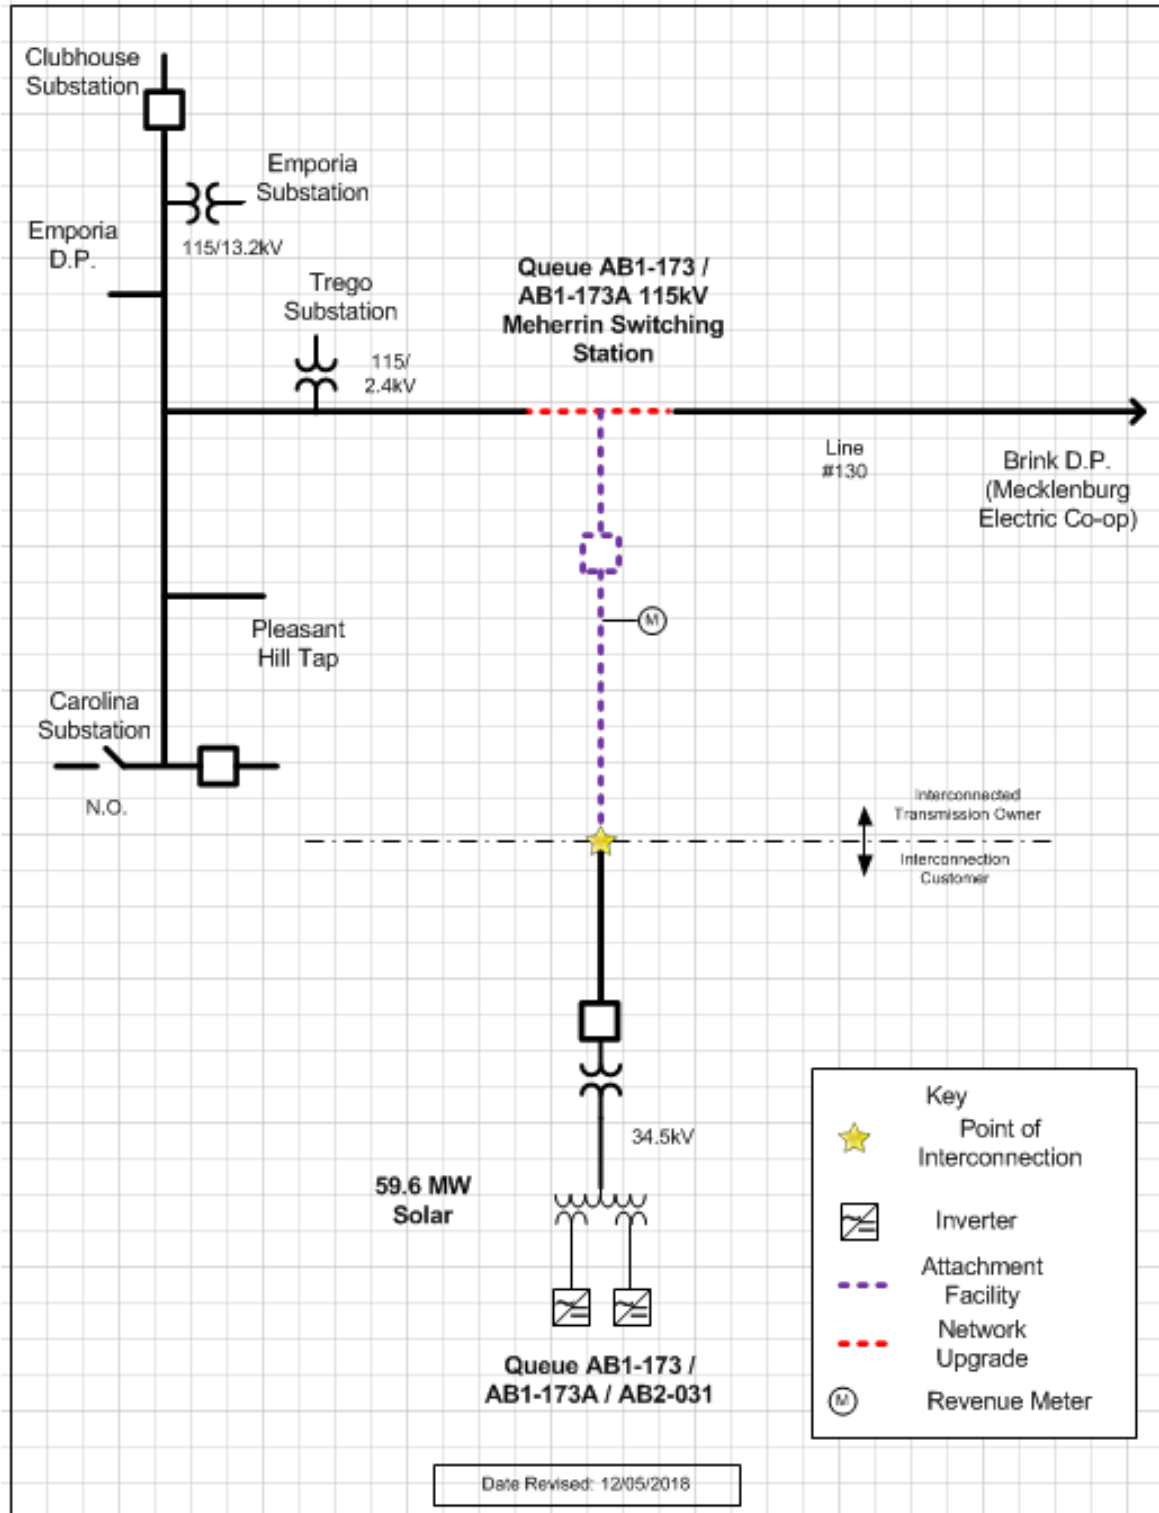 Clubhouse
Substation
Emporia
Substation
115/13.2kV
Emporia
D.P.
Trego
Substation
115/
2.4kV
Queue AB1-173 /
AB1-173A 115kV
Meherrin Switching
Station
Line
#130
Brink D.P.
(Mecklenburg
Electric Co-op)
M
Pleasant
Hill Tap
Carolina
Substation
N.O.
Interconnected
Transmission Owner
Interconnection
Customer
34.5kV
59.6 MW
Solar
Queue AB1-173 /
AB1-173A / AB2-031
Key
Point of
Interconnection
Inverter
Attachment
Facility
Network
Upgrade
M
Revenue Meter
Date Revised: 12/05/2018